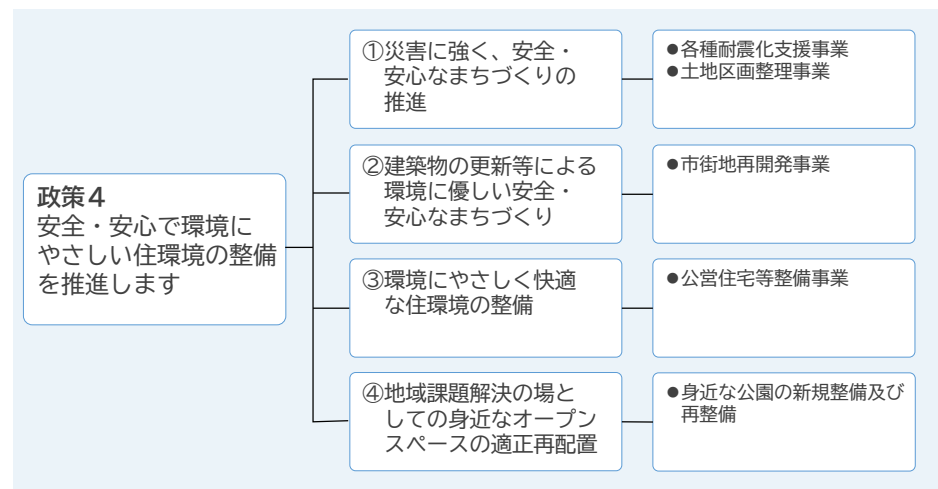 政策４
安全・安心で環境に
やさしい住環境の整備
を推進します
①災害に強く、安全・
安心なまちづくりの
推進
●各種耐震化支援事業
●土地区画整理事業
②建築物の更新等による
環境に優しい安全・
安心なまちづくり
●市街地再開発事業
③環境にやさしく快適
な住環境の整備
●公営住宅等整備事業
④地域課題解決の場と
しての身近なオープン
スペースの適正再配置
●身近な公園の新規整備及び
再整備